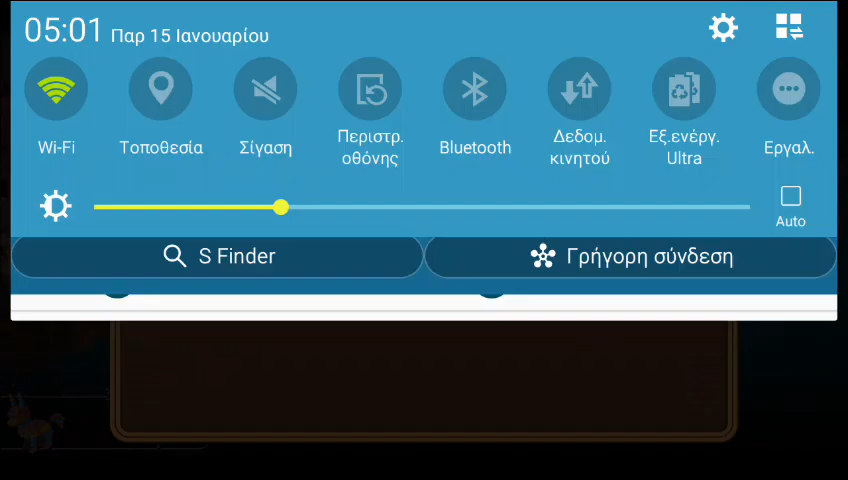 05:01 Παρ 15 Ιανουαρίου
Wi-Fi
Τοποθεσία
Σίγαση
Περιστρ.
οθόνης
Bluetooth
Δεδομ.
κινητού
Εξ.ενέργ.
Ultra
Εργαλ.
Auto
S Finder
Γρήγορη σύνδεση